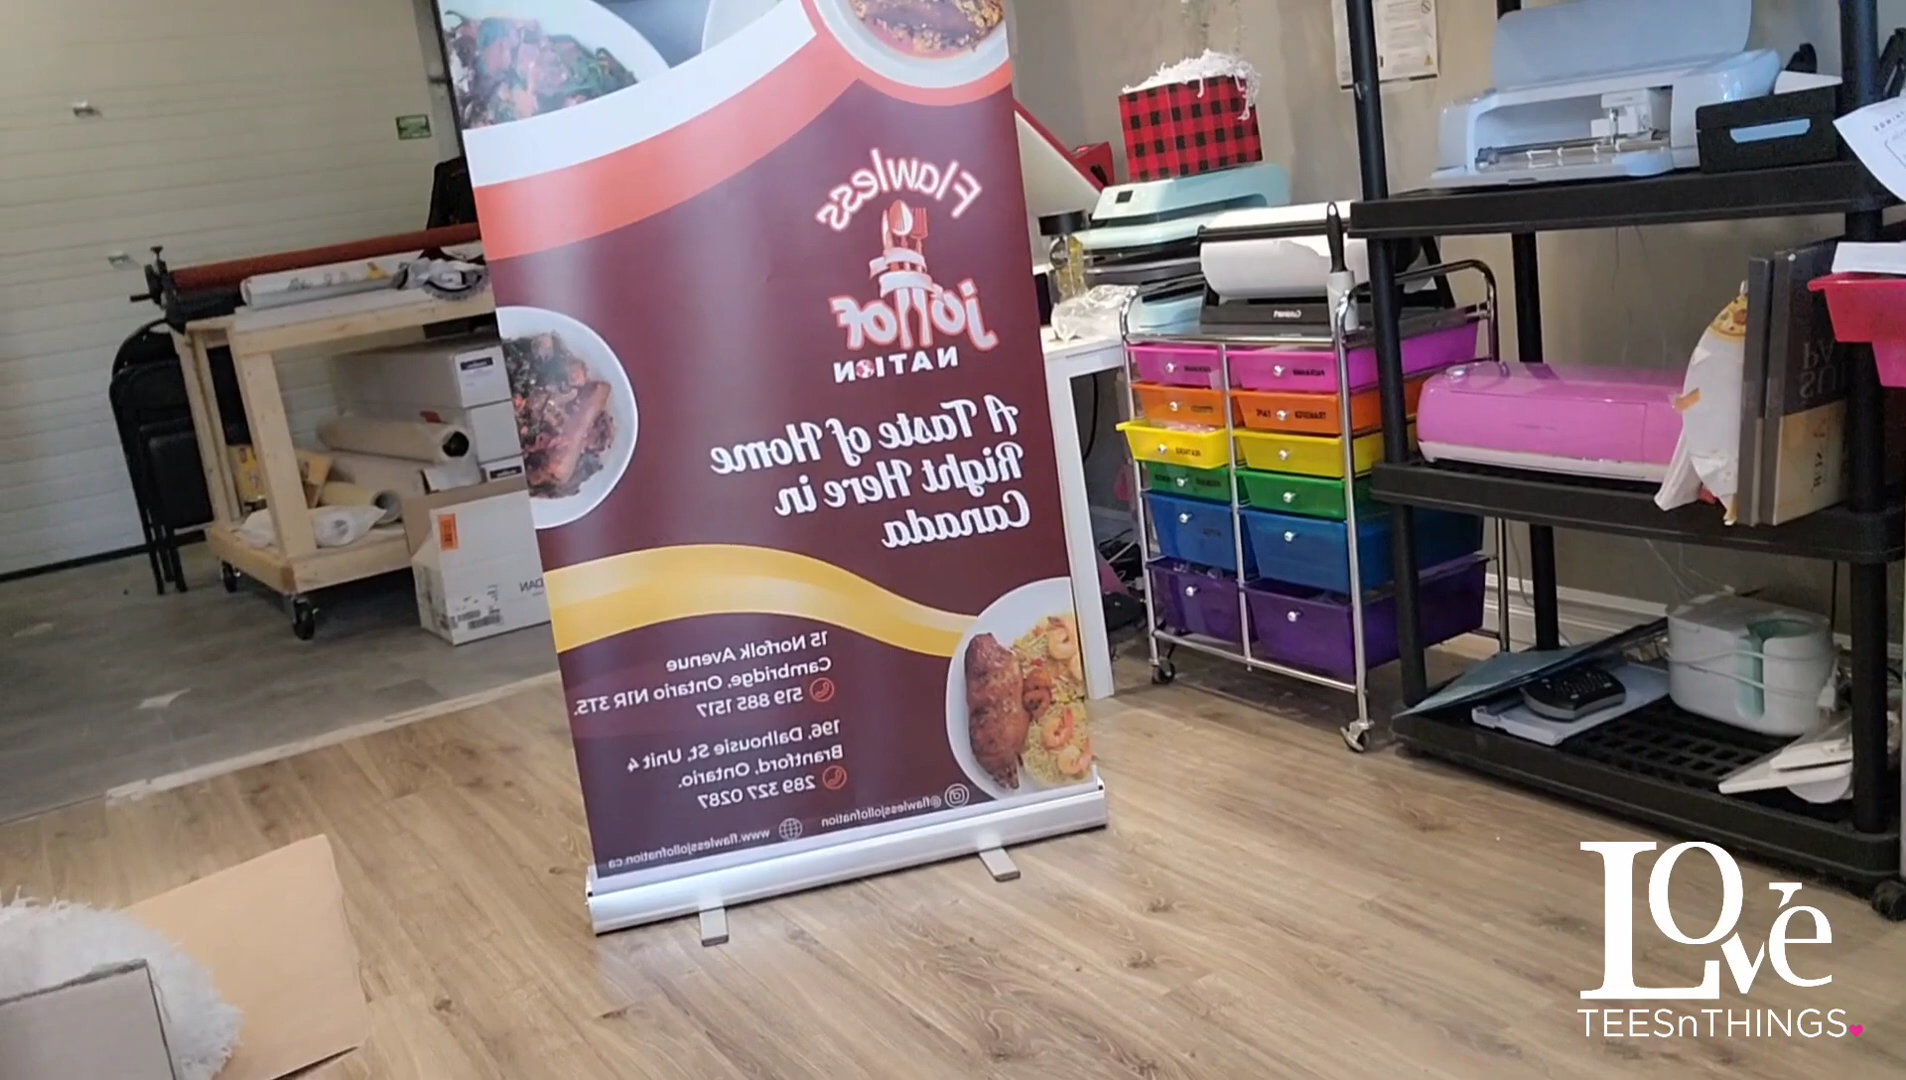 Flawless
jollof
NATION
A Taste of Home
Right Here in
Canada
15 Norfolk Avenue
Cambridge, Ontario N1R 3T5.
519 885 1517
196, Dalhousie St, Unit 4
Brantford, Ontario.
289 327 0287
@flawlessjollofnation
www.flawlessjollofnation.ca
LOVE
TEESnTHINGS